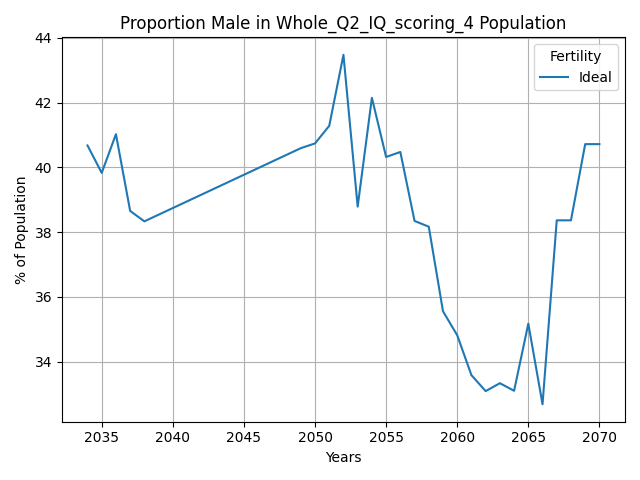 Proportion Male in Whole_Q2_IQ_scoring_4 Population
Fertility
Ideal
% of Population
44
42
40
38
36
34
2035 2040 2045 2050 2055 2060 2065 2070
Years